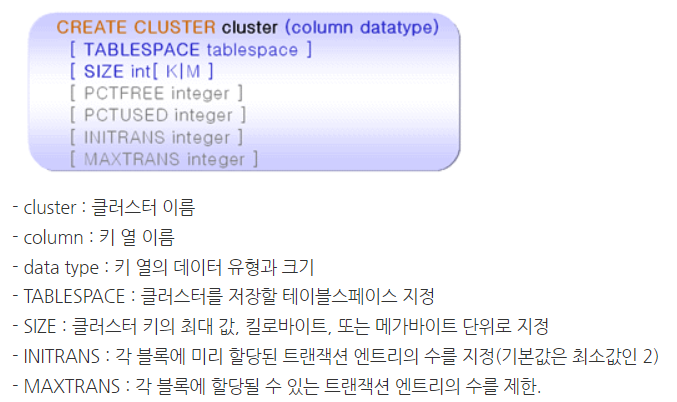 CREATE CLUSTER cluster (column datatype)
[ TABLESPACE tablespace ]
[ SIZE int[ K|M ]
[ PCTFREE integer ]
[ PCTUSED integer ]
[ INITRANS integer ]
[ MAXTRANS integer ]
- cluster : 클러스터 이름
- column : 키 열 이름
- data type : 키 열의 데이터 유형과 크기
- TABLESPACE : 클러스터를 저장할 테이블스페이스 지정
- SIZE : 클러스터 키의 최대 값, 킬로바이트, 또는 메가바이트 단위로 지정
- INITRANS : 각 블록에 미리 할당된 트랜잭션 엔트리의 수를 지정(기본값은 최소값인 2)
- MAXTRANS : 각 블록에 할당될 수 있는 트랜잭션 엔트리의 수를 제한.